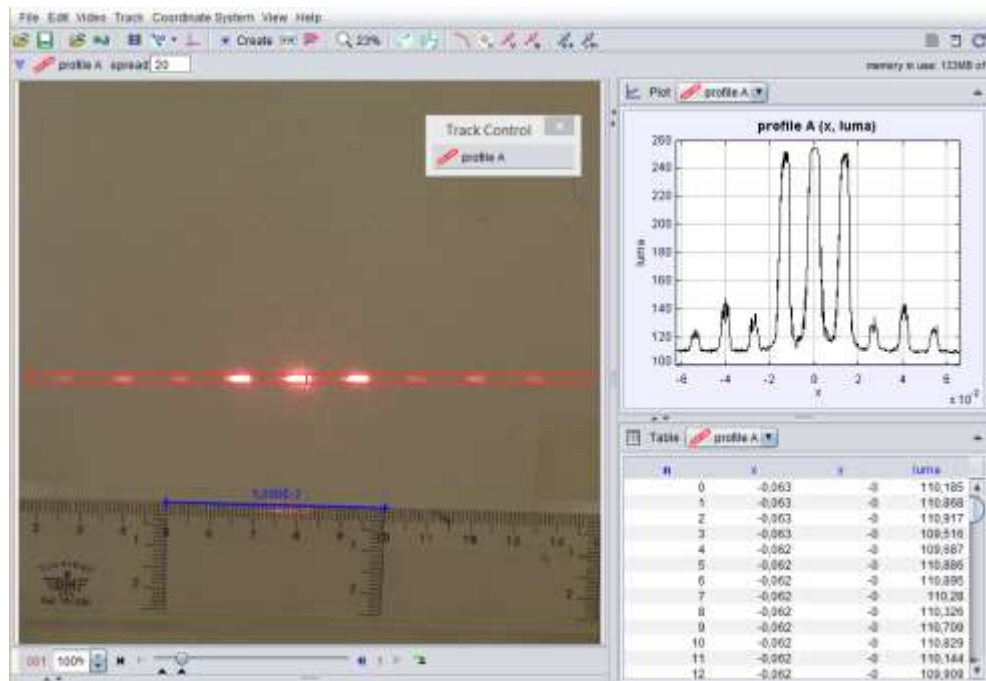 File Edit Video Track Coordinate System View Help
Create 23%
profile A spread 20
memory in use: 133MB of
Track Control
profile A
Plot profile A
profile A (x, luma)
260
240
220
200
180
160
140
120
100
luma
-6 -4 -2 0 2 4 6
x
x 10
Table profile A
n x y luma
0 -0,063 -0 110,185
1 -0,063 -0 110,868
2 -0,063 -0 110,917
3 -0,063 -0 109,516
4 -0,062 -0 109,687
5 -0,062 -0 110,886
6 -0,062 -0 110,895
7 -0,062 -0 110,28
8 -0,062 -0 110,326
9 -0,062 -0 110,709
10 -0,062 -0 110,829
11 -0,062 -0 110,144
12 -0,062 -0 109,909
001 100%